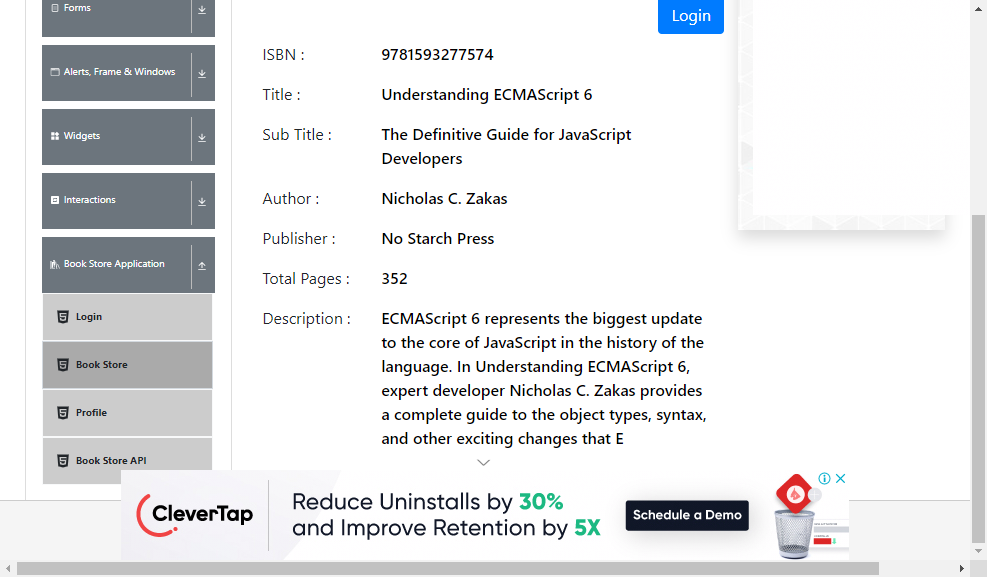 Forms
Login
Alerts, Frame & Windows
Widgets
Interactions
Book Store Application
Login
Book Store
Profile
Book Store API
ISBN : 9781593277574
Title : Understanding ECMAScript 6
Sub Title : The Definitive Guide for JavaScript
Developers
Author : Nicholas C. Zakas
Publisher : No Starch Press
Total Pages : 352
Description : ECMAScript 6 represents the biggest update
to the core of JavaScript in the history of the
language. In Understanding ECMAScript 6,
expert developer Nicholas C. Zakas provides
a complete guide to the object types, syntax,
and other exciting changes that E
CleverTap
Reduce Uninstalls by 30%
and Improve Retention by 5X
Schedule a Demo